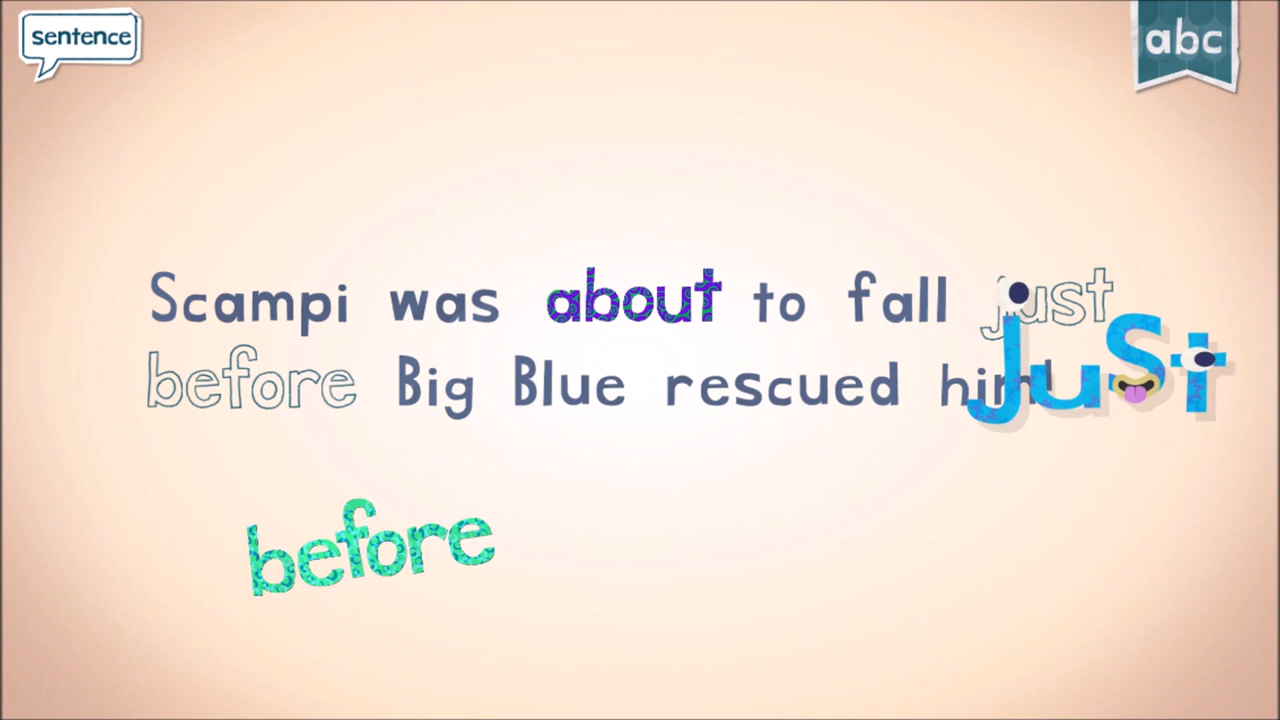 sentence
abc
Scampi was about to fall just
before Big Blue rescued him
just
before